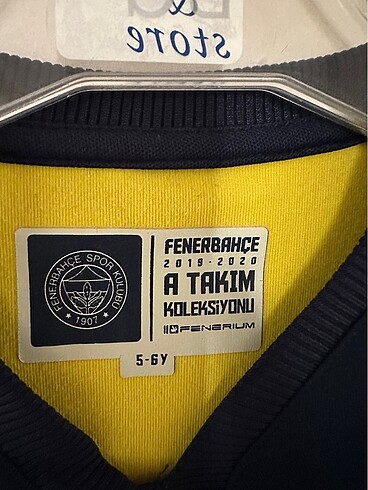 store
FENERBAHÇE SPOR KULÜBÜ
★ 1907 ★
FENERBAHÇE
2019-2020
A TAKIM
KOLEKSİYONU
FENERIUM
5-6Y